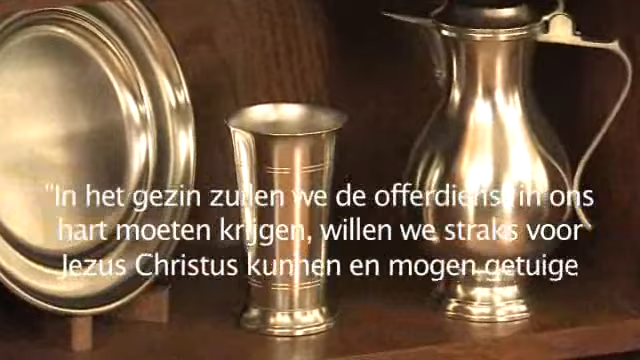 "In het gezin zullen we de offerdienst in ons
hart moeten krijgen, willen we straks voor
Jezus Christus kunnen en mogen getuige